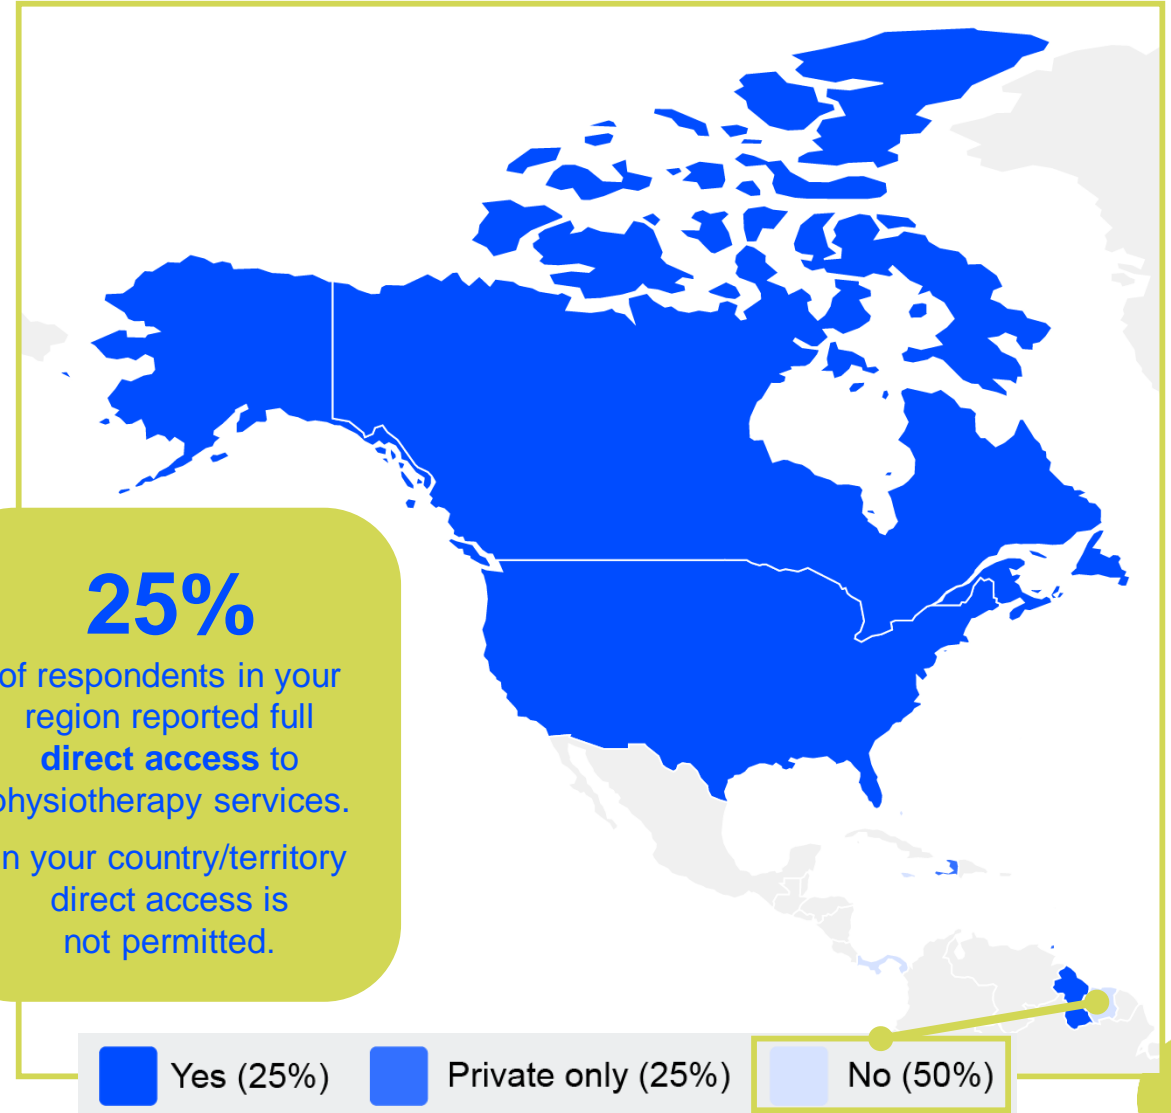 25%
of respondents in your
region reported full
direct access to
physiotherapy services.
n your country/territory
direct access is
not permitted.
Yes (25%)
Private only (25%)
No (50%)